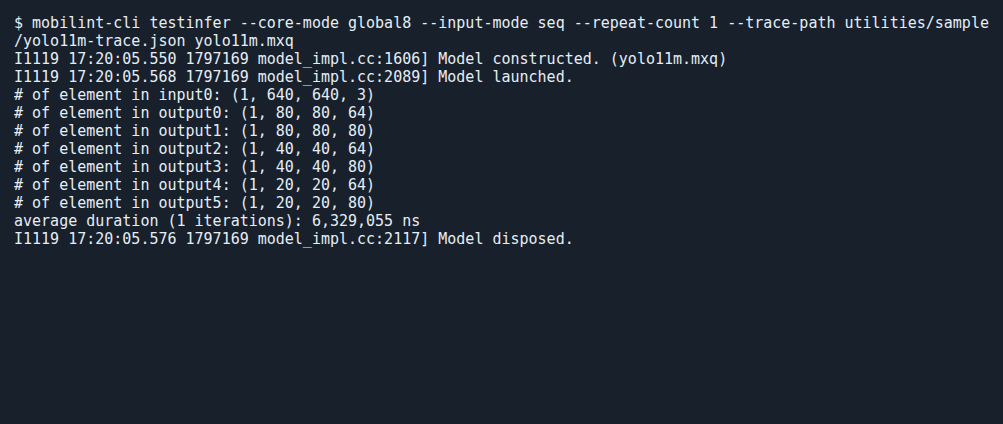 $ mobilint-cli testinfer --core-mode global8 --input-mode seq --repeat-count 1 --trace-path utilities/sample
/yolo11m-trace.json yolo11m.mxq
I1119 17:20:05.550 1797169 model_impl.cc:1606] Model constructed. (yolo11m.mxq)
I1119 17:20:05.568 1797169 model_impl.cc:2089] Model launched.
# of element in input0: (1, 640, 640, 3)
# of element in output0: (1, 80, 80, 64)
# of element in output1: (1, 80, 80, 80)
# of element in output2: (1, 40, 40, 64)
# of element in output3: (1, 40, 40, 80)
# of element in output4: (1, 20, 20, 64)
# of element in output5: (1, 20, 20, 80)
average duration (1 iterations): 6,329,055 ns
I1119 17:20:05.576 1797169 model_impl.cc:2117] Model disposed.